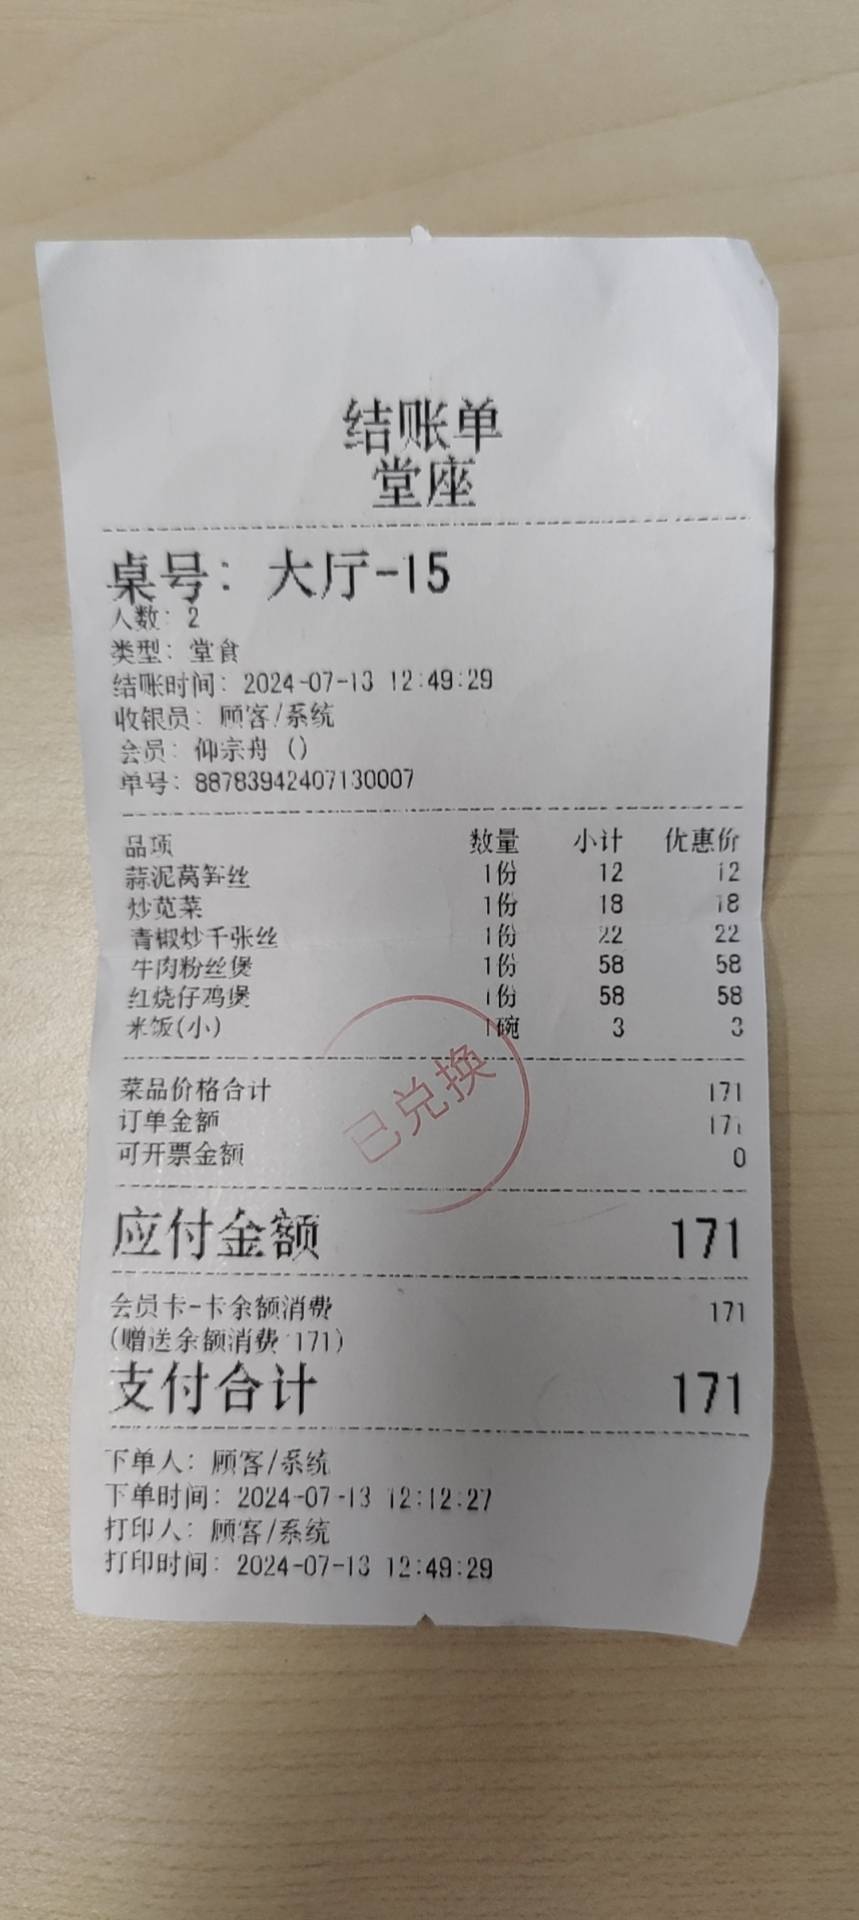 结账单
堂座
桌号：大厅-15
人数：2
类型：堂食
结账时间：2024-07-13 12:49:29
收银员：顾客/系统
会员：仰宗舟（）
单号：88783942407130007
品项 数量 小计 优惠价
蒜泥莴笋丝 1份 12 12
炒苋菜 1份 18 18
青椒炒千张丝 1份 22 22
牛肉粉丝煲 1份 58 58
红烧仔鸡煲 1份 58 58
米饭(小) 1碗 3 3
已兑换
菜品价格合计 171
订单金额 171
可开票金额 0
应付金额 171
会员卡-卡余额消费 171
(赠送余额消费 171)
支付合计 171
下单人：顾客/系统
下单时间：2024-07-13 12:12:27
打印人：顾客/系统
打印时间：2024-07-13 12:49:29